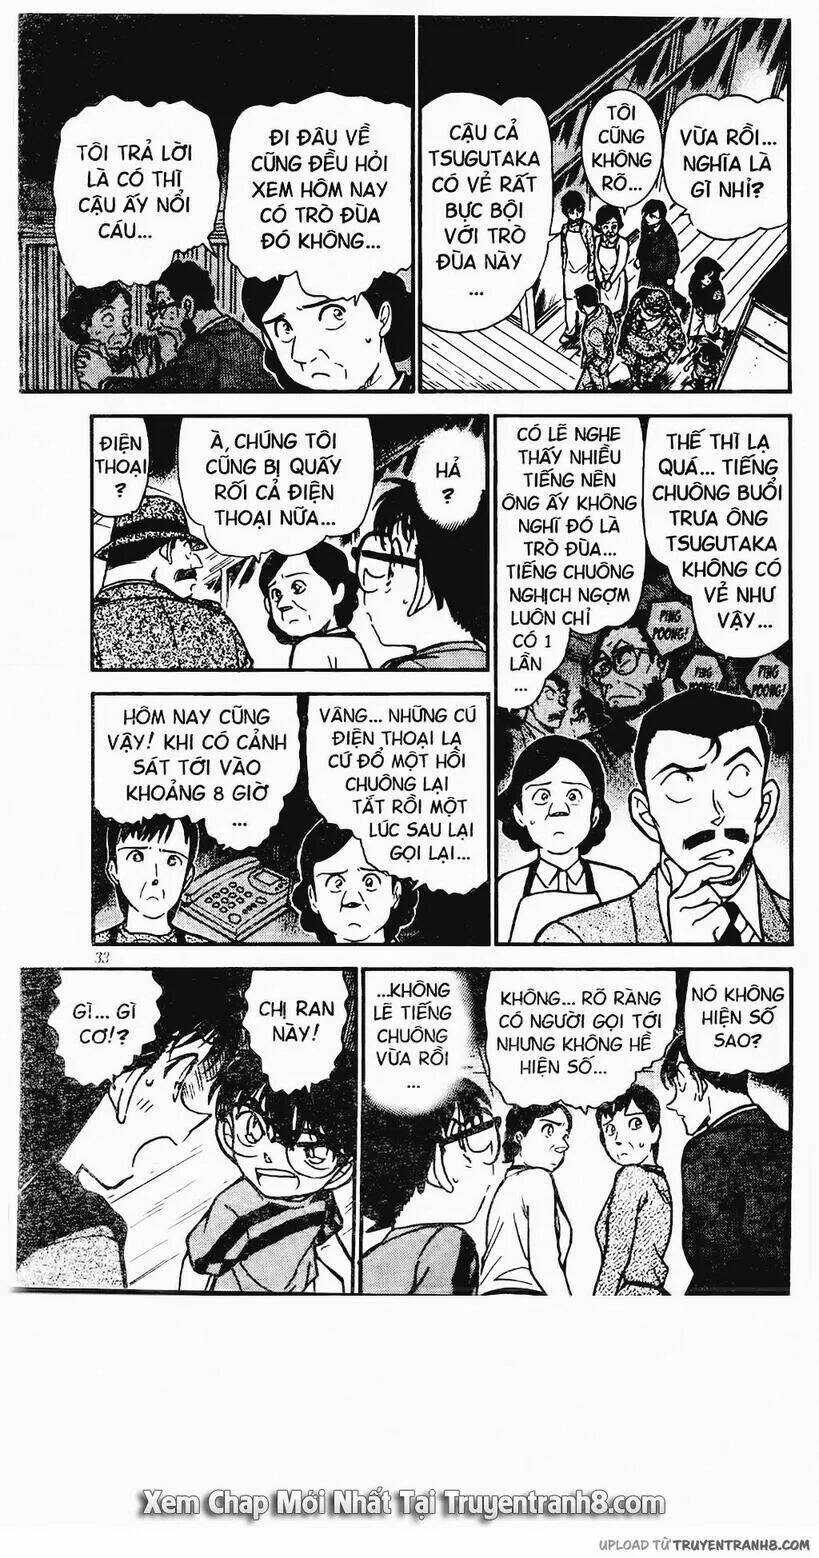 VỪA RỒI...
NGHĨA LÀ
GÌ NHỈ?
TÔI
CŨNG
KHÔNG
RÕ...
CẬU CẢ
TSUGUTAKA
CÓ VẺ RẤT
BỰC BỘI
VỚI TRÒ
ĐÙA NÀY
...
ĐI ĐÂU VỀ
CŨNG ĐỀU HỎI
XEM HÔM NAY
CÓ TRÒ ĐÙA
ĐÓ KHÔNG...
TÔI TRẢ LỜI
LÀ CÓ THÌ
CẬU ẤY NỔI
CÁU...
THẾ THÌ LẠ
QUÁ... TIẾNG
CHUÔNG BUỔI
TRƯA ÔNG
TSUGUTAKA
KHÔNG CÓ
VẺ NHƯ
VẬY...
CÓ LẼ NGHE
THẤY NHIỀU
TIẾNG NÊN
ÔNG ẤY KHÔNG
NGHĨ ĐÓ LÀ
TRÒ ĐÙA...
TIẾNG CHUÔNG
NGHỊCH NGỢM
LUÔN CHỈ
CÓ 1
LẦN
...
PING
POONG!
PING
POONG!
PING
POONG!
HẢ
?
À, CHÚNG TÔI
CŨNG BỊ QUẤY
RỐI CẢ ĐIỆN
THOẠI NỮA...
ĐIỆN
THOẠI
?
VÂNG... NHỮNG CÚ
ĐIỆN THOẠI LẠ
CỨ ĐỔ MỘT HỒI
CHUÔNG LẠI
TẮT RỒI MỘT
LÚC SAU LẠI
GỌI LẠI...
HÔM NAY CŨNG
VẬY! KHI CÓ CẢNH
SÁT TỚI VÀO
KHOẢNG 8 GIỜ
...
33
NÓ KHÔNG
HIỆN SỐ
SAO?
KHÔNG... RÕ RÀNG
CÓ NGƯỜI GỌI TỚI
NHƯNG KHÔNG HỀ
HIỆN SỐ...
...KHÔNG
LẼ TIẾNG
CHUÔNG
VỪA RỒI
...
CHỊ RAN
NÀY!
GÌ... GÌ
CƠ!?
Xem Chap Mới Nhất Tại Truyentranh8.com
UPLOAD TỪ TRUYENTRANH8.COM